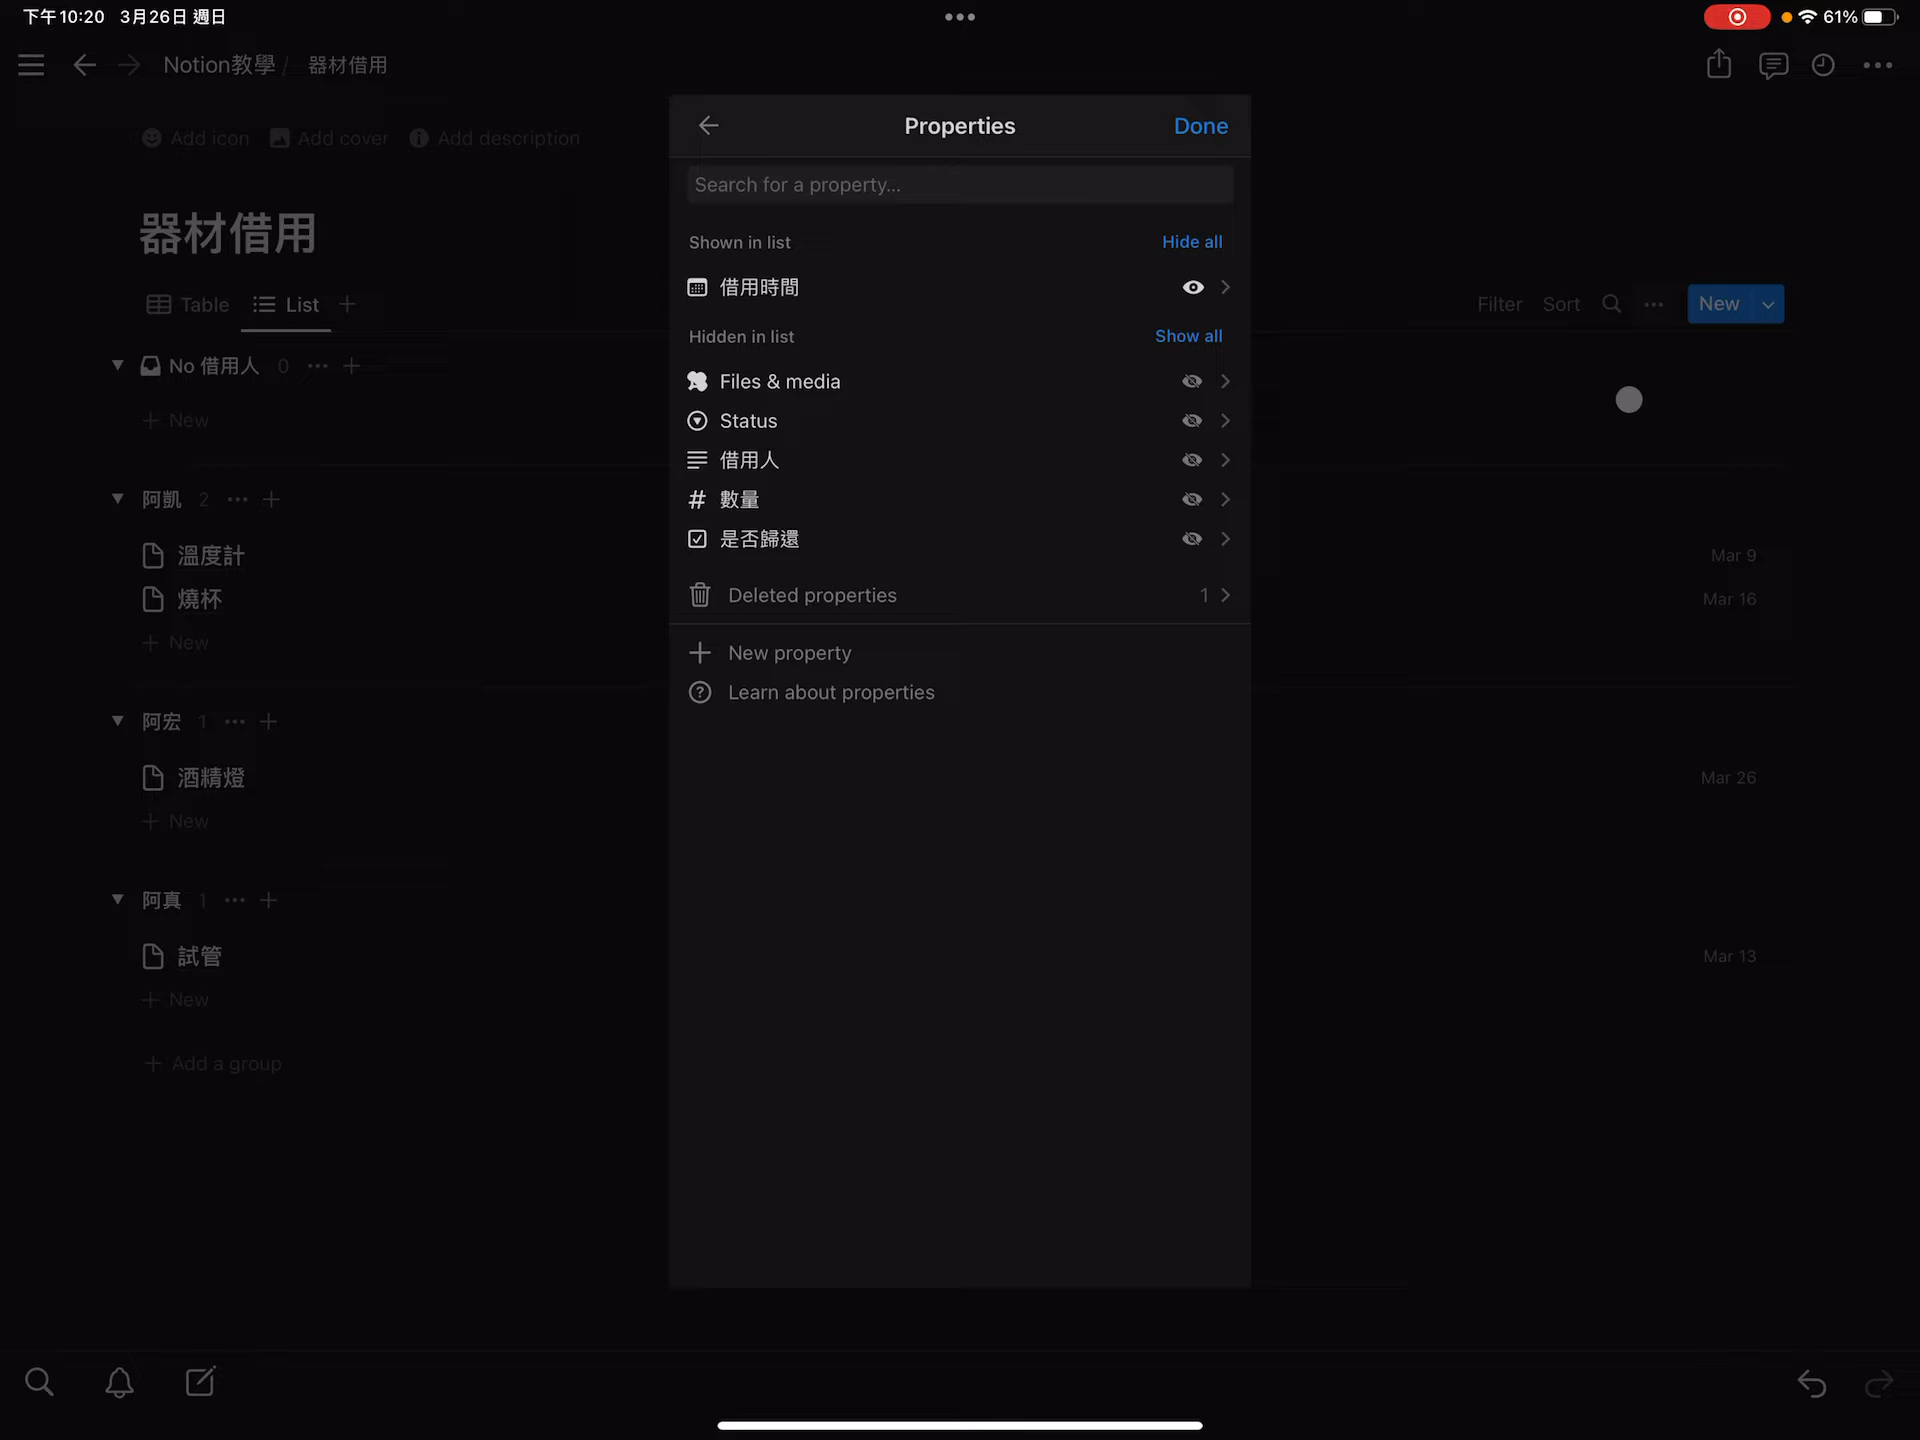 下午10:20 3月26日 週日
61%
Notion教學 / 器材借用
Add icon Add cover Add description
器材借用
Table List
Filter Sort New
No 借用人 0
New
阿凱 2
溫度計 Mar 9
燒杯 Mar 16
New
阿宏 1
酒精燈 Mar 26
New
阿真 1
試管 Mar 13
New
Add a group
Properties Done
Search for a property...
Shown in list Hide all
借用時間
Hidden in list Show all
Files & media
Status
借用人
# 數量
是否歸還
Deleted properties 1
New property
Learn about properties